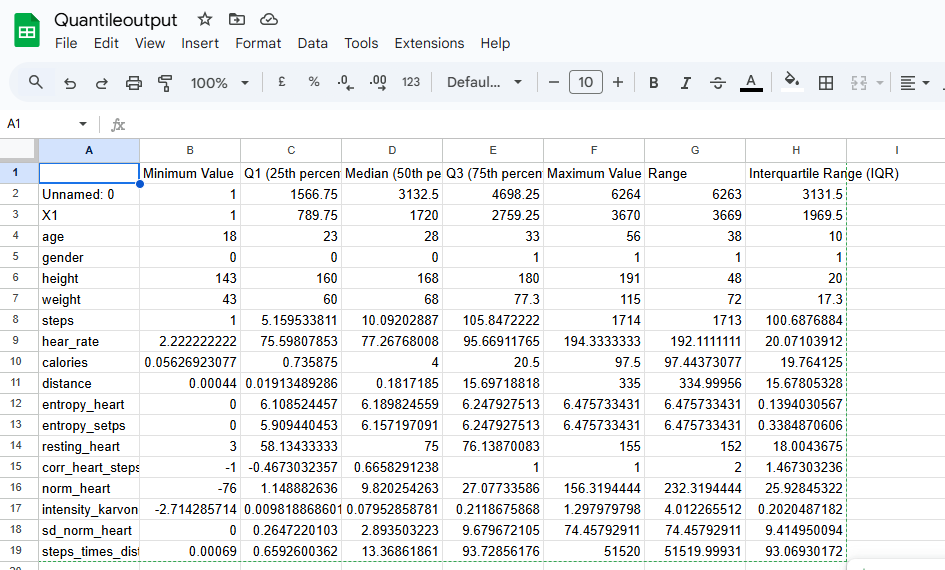 Quantileoutput
File Edit View Insert Format Data Tools Extensions Help
100% £ % .0 .00 123 Defaul... − 10 + B I S A
A1 fx
A B C D E F G H I
1 Minimum Value Q1 (25th percen Median (50th pe Q3 (75th percen Maximum Value Range Interquartile Range (IQR)
2 Unnamed: 0 1 1566.75 3132.5 4698.25 6264 6263 3131.5
3 X1 1 789.75 1720 2759.25 3670 3669 1969.5
4 age 18 23 28 33 56 38 10
5 gender 0 0 0 1 1 1 1
6 height 143 160 168 180 191 48 20
7 weight 43 60 68 77.3 115 72 17.3
8 steps 1 5.159533811 10.09202887 105.8472222 1714 1713 100.6876884
9 hear_rate 2.222222222 75.59807853 77.26768008 95.66911765 194.3333333 192.1111111 20.07103912
10 calories 0.05626923077 0.735875 4 20.5 97.5 97.44373077 19.764125
11 distance 0.00044 0.01913489286 0.1817185 15.69718818 335 334.99956 15.67805328
12 entropy_heart 0 6.108524457 6.189824559 6.247927513 6.475733431 6.475733431 0.1394030567
13 entropy_setps 0 5.909440453 6.157197091 6.247927513 6.475733431 6.475733431 0.3384870606
14 resting_heart 3 58.13433333 75 76.13870083 155 152 18.0043675
15 corr_heart_steps -1 -0.4673032357 0.6658291238 1 1 2 1.467303236
16 norm_heart -76 1.148882636 9.820254263 27.07733586 156.3194444 232.3194444 25.92845322
17 intensity_karvon -2.714285714 0.009818868601 0.07952858781 0.2118675868 1.297979798 4.012265512 0.2020487182
18 sd_norm_heart 0 0.2647220103 2.893503223 9.679672105 74.45792911 74.45792911 9.414950094
19 steps_times_dis 0.00069 0.6592600362 13.36861861 93.72856176 51520 51519.99931 93.06930172